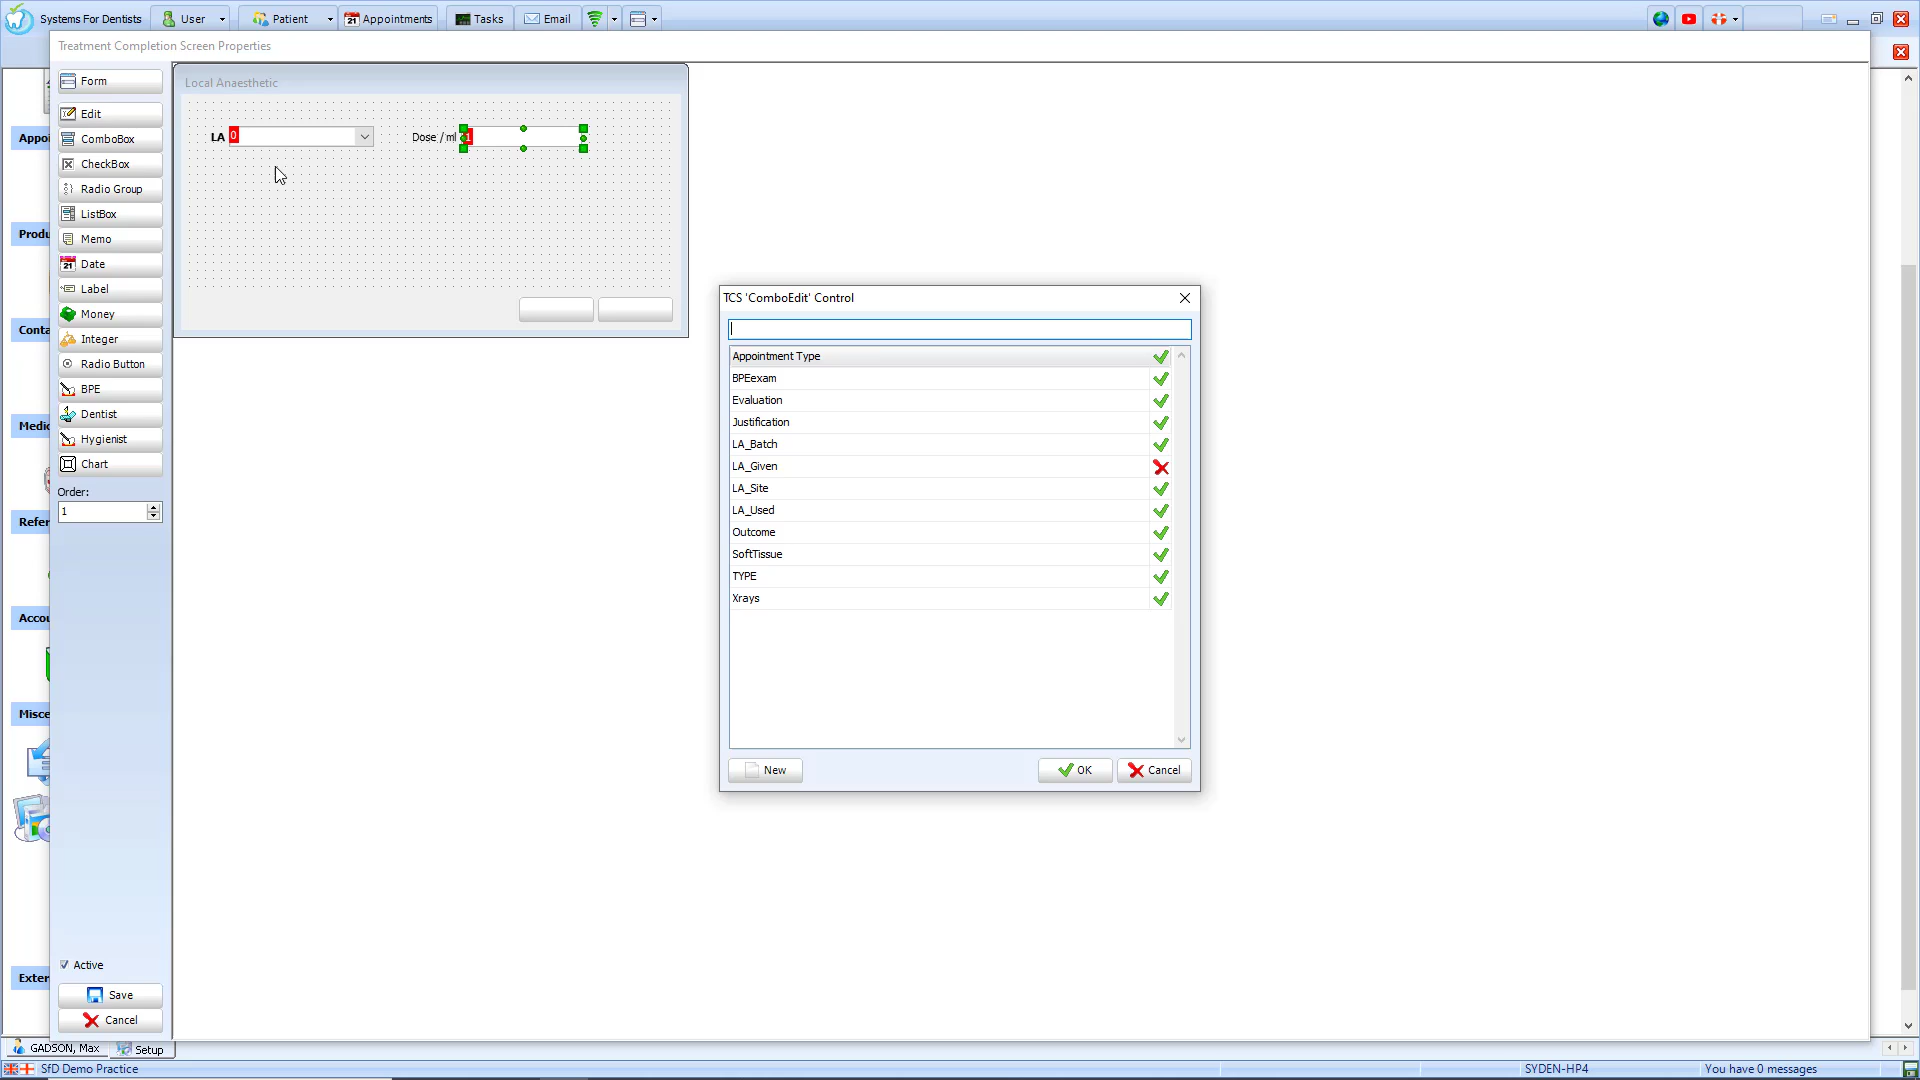 Systems For Dentists
User
Patient
21 Appointments
Tasks
Email
Treatment Completion Screen Properties
Form
Edit
ComboBox
CheckBox
Radio Group
ListBox
Memo
21 Date
Label
Money
Integer
Radio Button
BPE
Dentist
Hygienist
Chart
Order:
1
Active
Save
Cancel
Appoi
Produ
Conta
Medic
Refer
Accou
Misce
Exter
Local Anaesthetic
LA 0
Dose / ml 1
TCS 'ComboEdit' Control
Appointment Type
BPEexam
Evaluation
Justification
LA_Batch
LA_Given
LA_Site
LA_Used
Outcome
SoftTissue
TYPE
Xrays
New
OK
Cancel
GADSON, Max
Setup
SfD Demo Practice
SYDEN-HP4
You have 0 messages